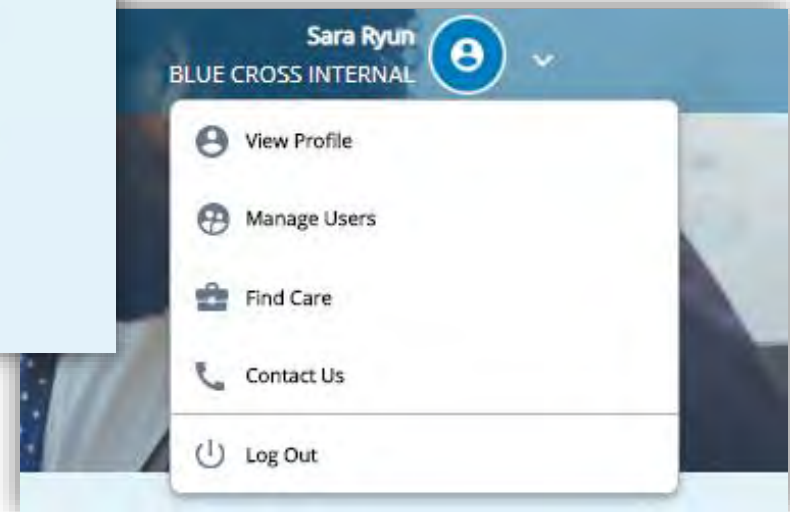 Sara Ryun
BLUE CROSS INTERNAL
View Profile
Manage Users
Find Care
Contact Us
Log Out